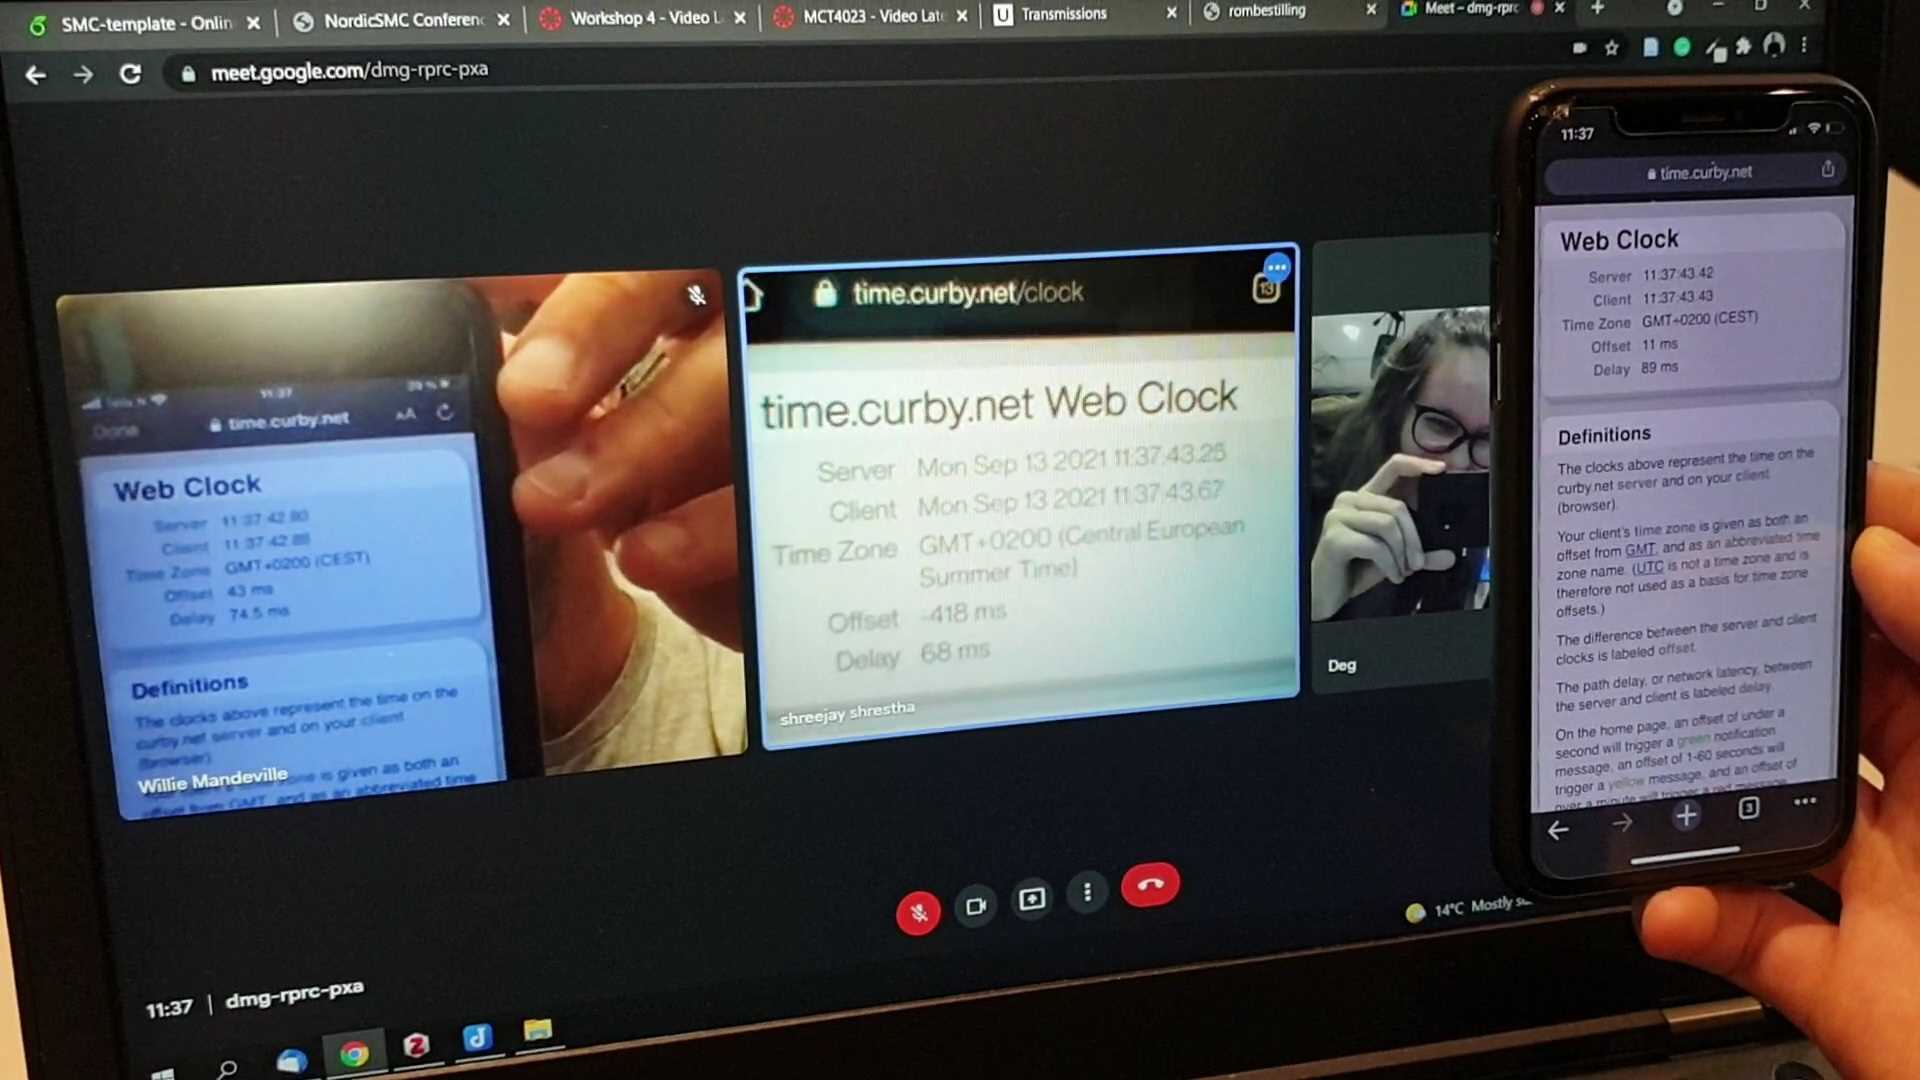 SMC-template - Onlin
NordicSMC Conferenc
Workshop 4 - Video L
MCT4023 - Video Late
Transmissions
rombestilling
Meet – dmg-rprc
meet.google.com/dmg-rprc-pxa
11:37
Done
time.curby.net
AA
Web Clock
Server 11:37:42.80
Client 11:37:42.88
Time Zone GMT+0200 (CEST)
Offset 43 ms
Delay 74.5 ms
Definitions
The clocks above represent the time on the
curby.net server and on your client
(browser).
Willie Mandeville
one is given as both an
offset from GMT, and as an abbreviated time
time.curby.net/clock
13
time.curby.net Web Clock
Server Mon Sep 13 2021 11:37:43.25
Client Mon Sep 13 2021 11:37:43.67
Time Zone GMT+0200 (Central European
Summer Time)
Offset -418 ms
Delay 68 ms
shreejay shrestha
Deg
11:37
time.curby.net
Web Clock
Server 11:37:43.42
Client 11:37:43.43
Time Zone GMT+0200 (CEST)
Offset 11 ms
Delay 89 ms
Definitions
The clocks above represent the time on the
curby.net server and on your client
(browser).
Your client's time zone is given as both an
offset from GMT, and as an abbreviated time
zone name. (UTC is not a time zone and is
therefore not used as a basis for time zone
offsets.)
The difference between the server and client
clocks is labeled offset.
The path delay, or network latency, between
the server and client is labeled delay.
On the home page, an offset of under a
second will trigger a green notification
message, an offset of 1-60 seconds will
trigger a yellow message, and an offset of
over a minute will trigger a red message
3
14°C Mostly su
11:37 | dmg-rprc-pxa